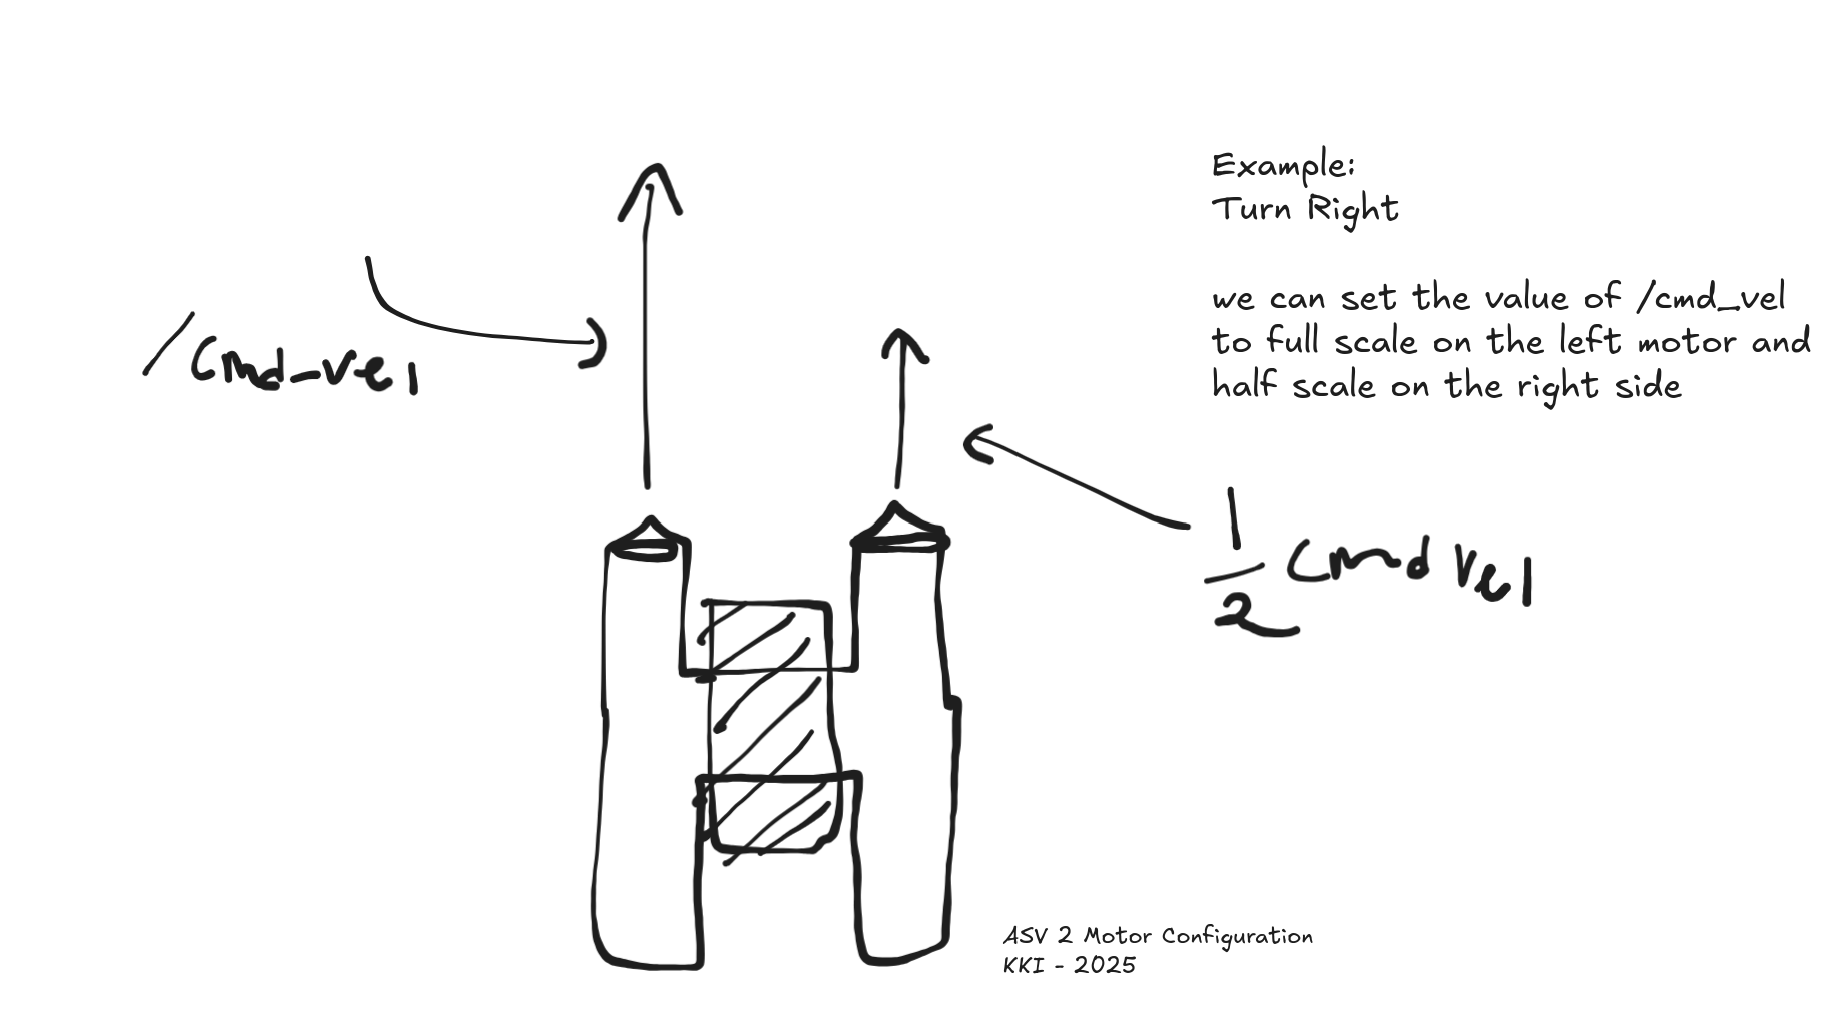 Example:
Turn Right
we can set the value of /cmd_vel
to full scale on the left motor and
half scale on the right side
/cmd_vel
1
2
cmd vel
ASV 2 Motor Configuration
KKI - 2025